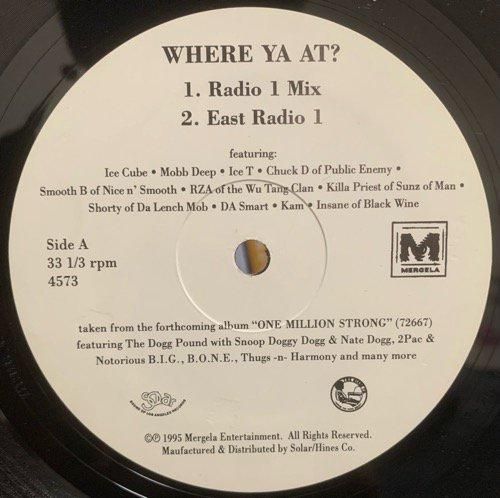 WHERE YA AT?
1. Radio 1 Mix
2. East Radio 1
featuring:
Ice Cube • Mobb Deep • Ice T • Chuck D of Public Enemy •
Smooth B of Nice n' Smooth • RZA of the Wu Tang Clan • Killa Priest of Sunz of Man •
Shorty of Da Lench Mob • DA Smart • Kam • Insane of Black Wine
Side A
33 1/3 rpm
4573
M
MERGELA
taken from the forthcoming album "ONE MILLION STRONG" (72667)
featuring The Dogg Pound with Snoop Doggy Dogg & Nate Dogg, 2Pac &
Notorious B.I.G., B.O.N.E., Thugs -n- Harmony and many more
Solar
SOUND OF LOS ANGELES RECORDS
©℗ 1995 Mergela Entertainment. All Rights Reserved.
Maufactured & Distributed by Solar/Hines Co.